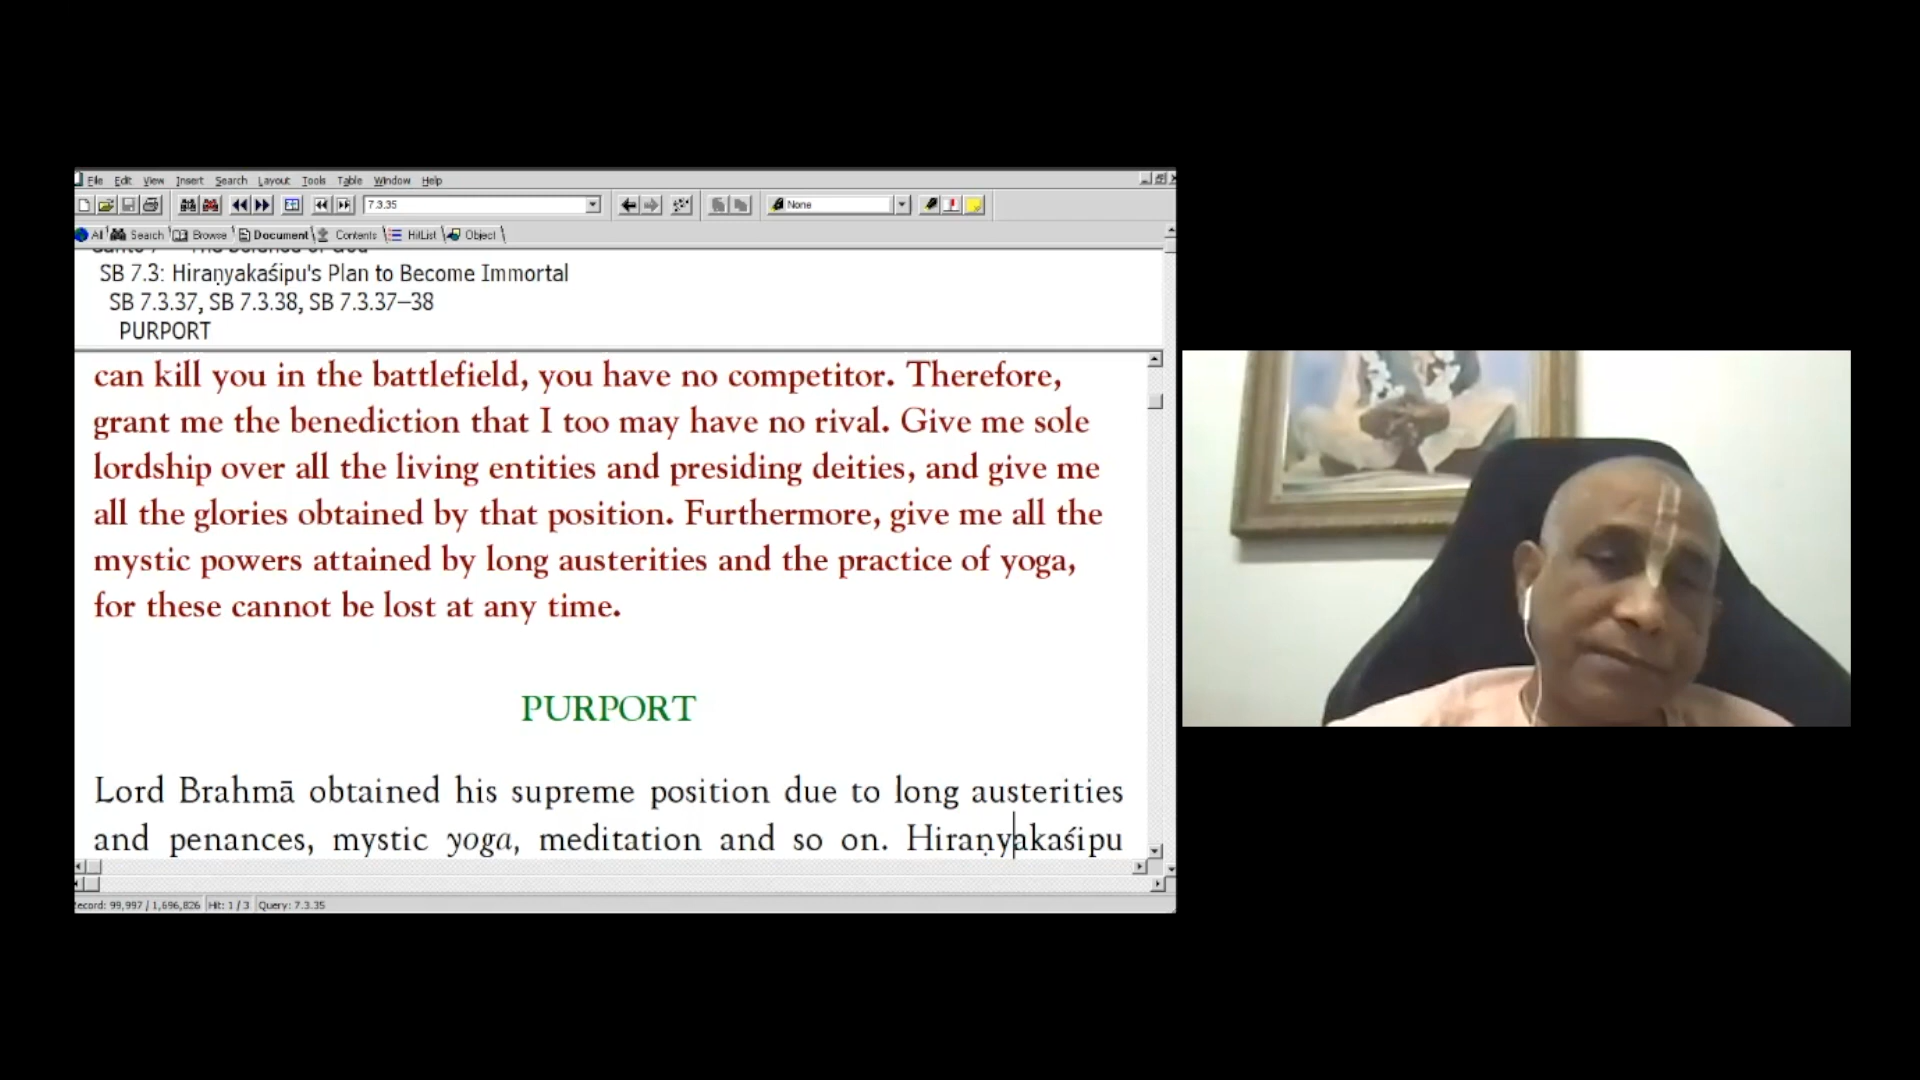 File Edit View Insert Search Layout Tools Table Window Help
7.3.35 None
All Search Browse Document Contents HitList Object
SB 7.3: Hiraṇyakaśipu's Plan to Become Immortal
SB 7.3.37, SB 7.3.38, SB 7.3.37–38
PURPORT
can kill you in the battlefield, you have no competitor. Therefore,
grant me the benediction that I too may have no rival. Give me sole
lordship over all the living entities and presiding deities, and give me
all the glories obtained by that position. Furthermore, give me all the
mystic powers attained by long austerities and the practice of yoga,
for these cannot be lost at any time.
PURPORT
Lord Brahmā obtained his supreme position due to long austerities
and penances, mystic yoga, meditation and so on. Hiraṇyakaśipu
ecord: 99,997 / 1,696,826 Hit: 1 / 3 Query: 7.3.35